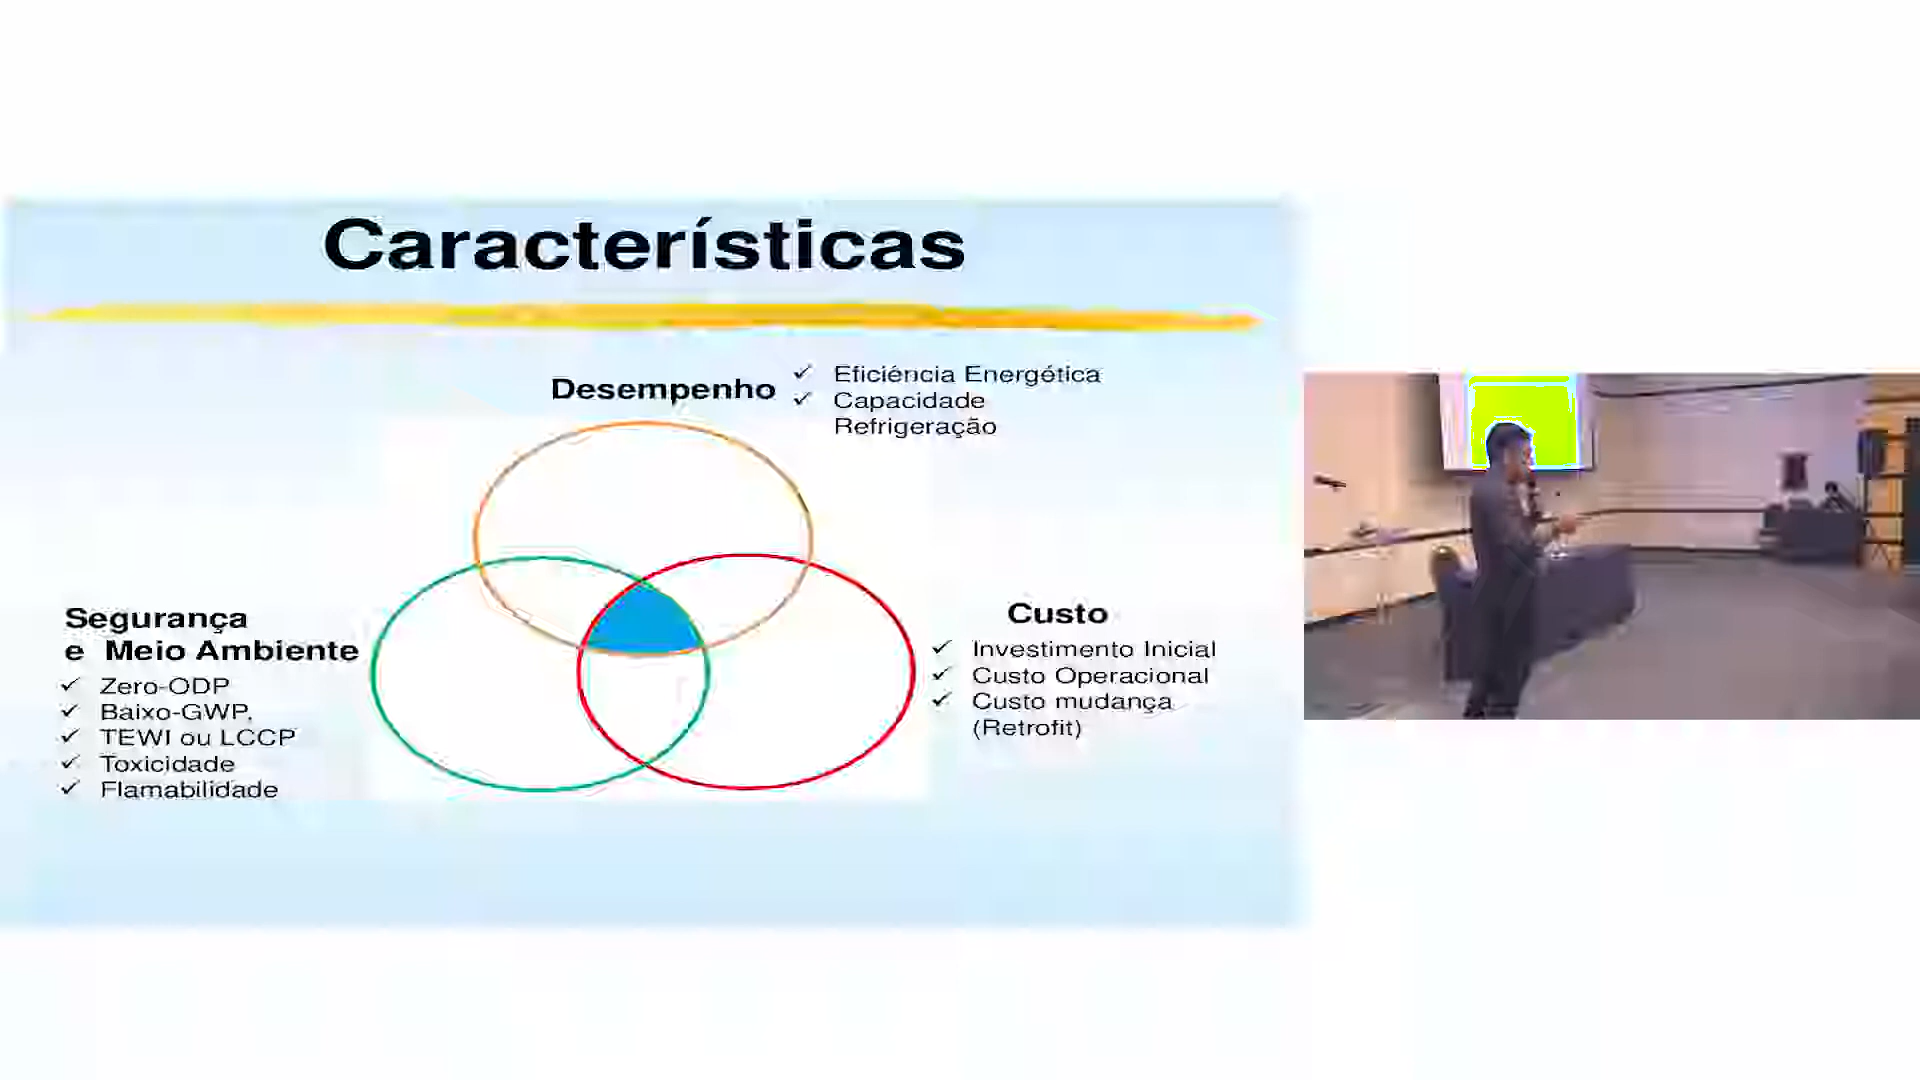 Características
Desempenho
✓ Eficiência Energética
✓ Capacidade
Refrigeração
Segurança
e Meio Ambiente
✓ Zero-ODP
✓ Baixo-GWP,
✓ TEWI ou LCCP
✓ Toxicidade
✓ Flamabilidade
Custo
✓ Investimento Inicial
✓ Custo Operacional
✓ Custo mudança
(Retrofit)